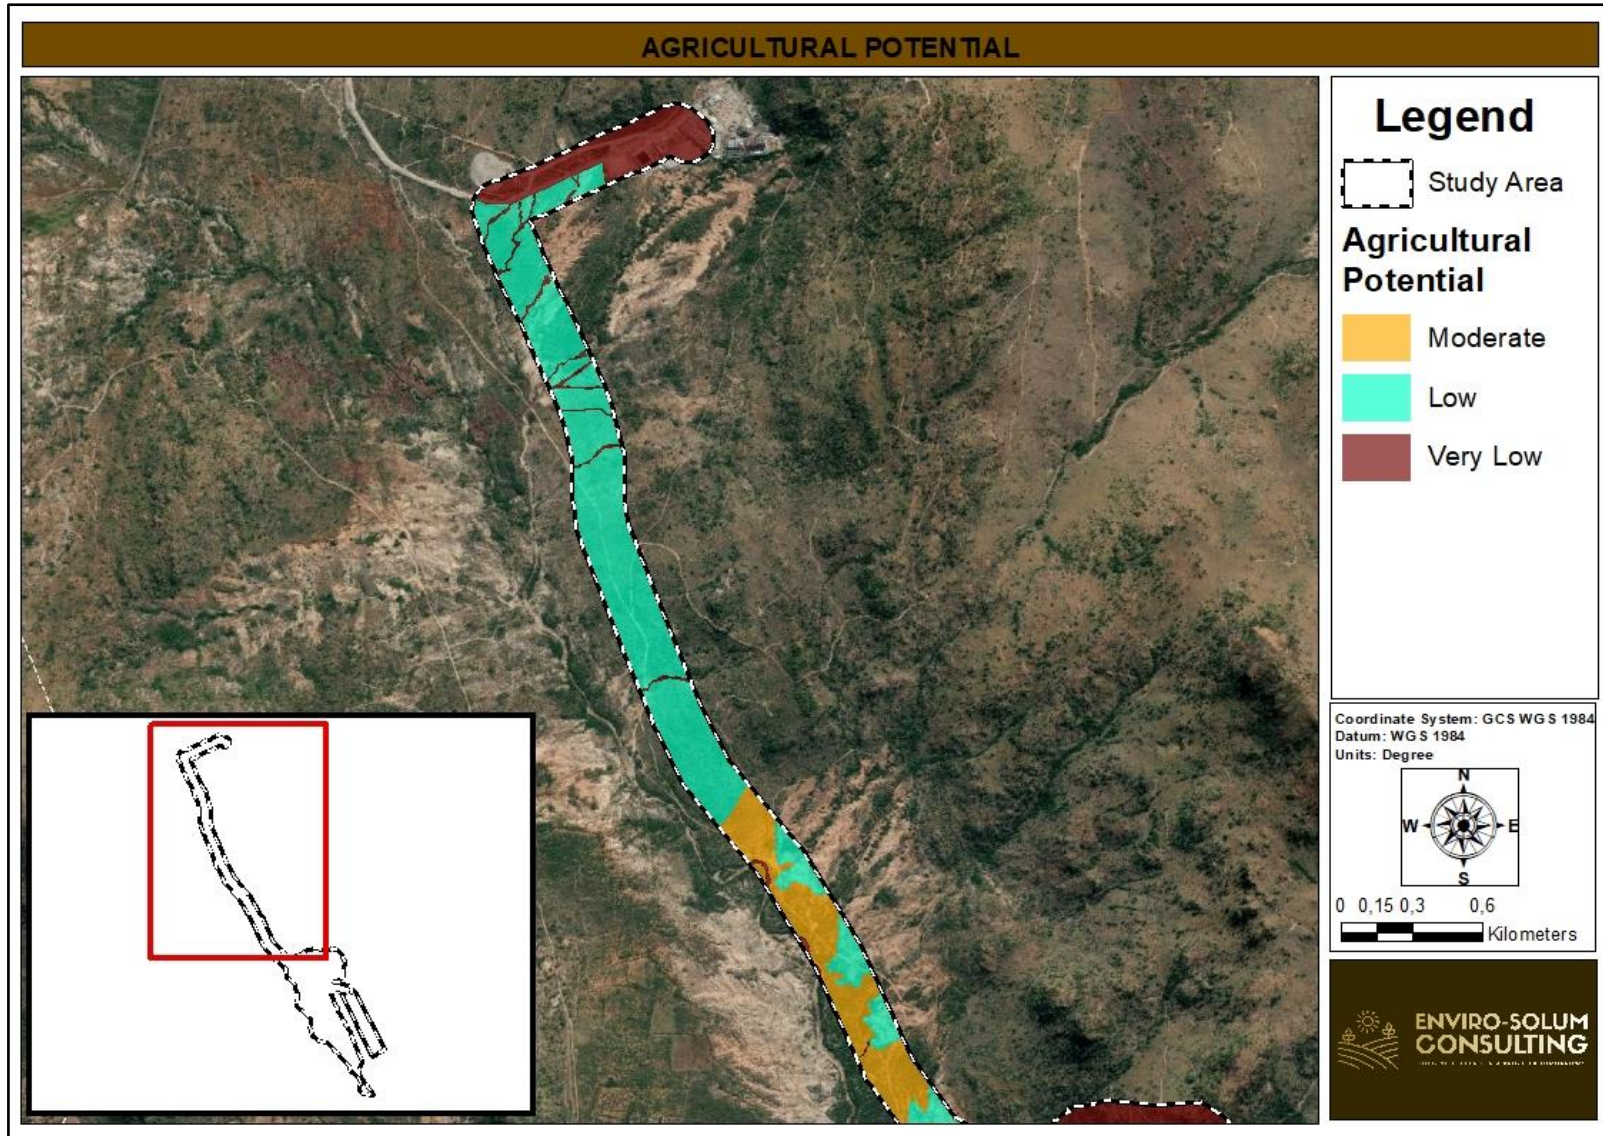 AGRICULTURAL POTENTIAL
Legend
Study Area
Agricultural
Potential
Moderate
Low
Very Low
Coordinate System: GCS WGS 1984
Datum: WGS 1984
Units: Degree
N
W E
S
0 0,15 0,3 0,6
Kilometers
ENVIRO-SOLUM
CONSULTING